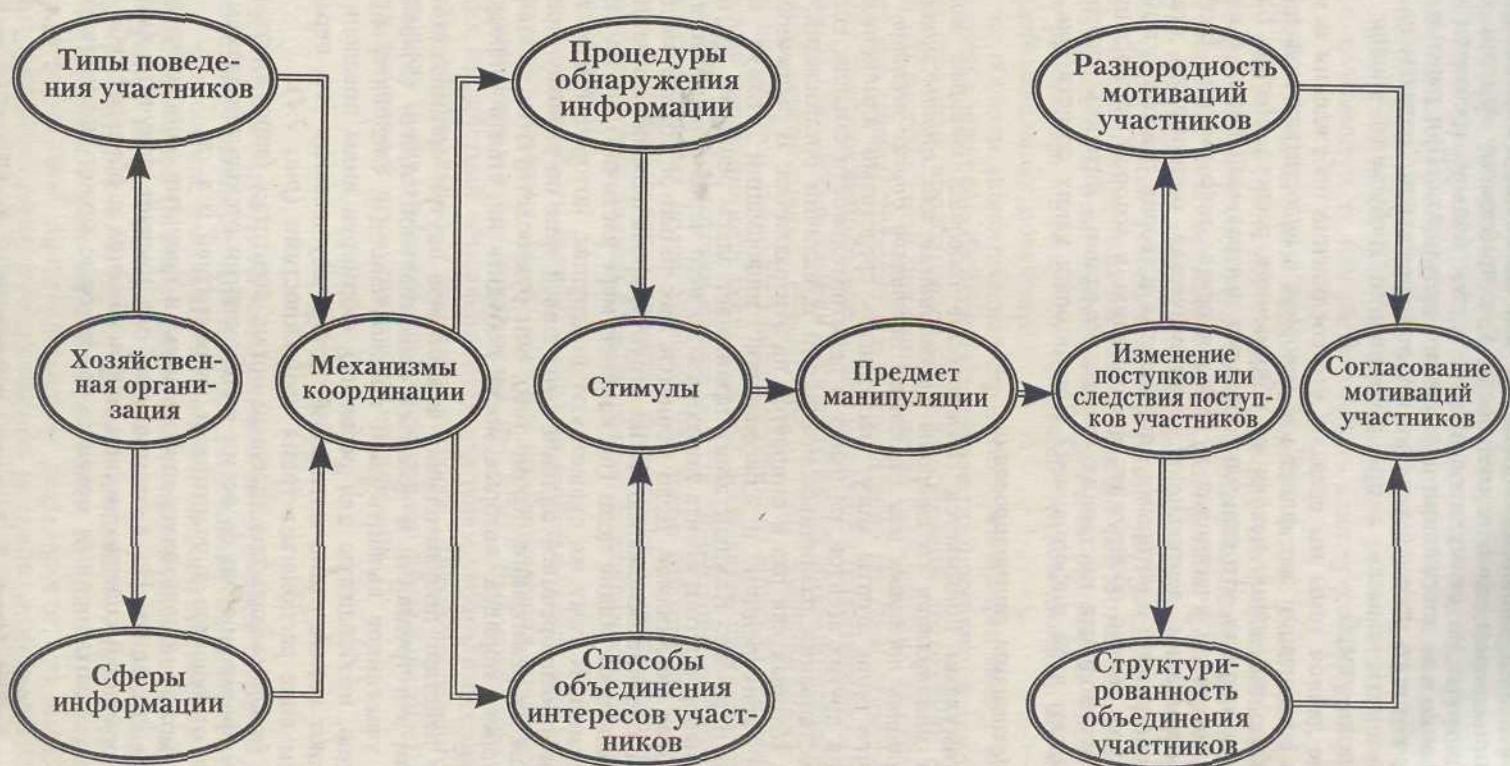 Типы поведе-
ния участников
Процедуры
обнаружения
информации
Разнородность
мотиваций
участников
Хозяйствен-
ная органи-
зация
Механизмы
координации
Стимулы
Предмет
манипуляции
Изменение
поступков или
следствия поступ-
ков участников
Согласование
мотиваций
участников
Сферы
информации
Способы
объединения
интересов участ-
ников
Структури-
рованность
объединения
участников